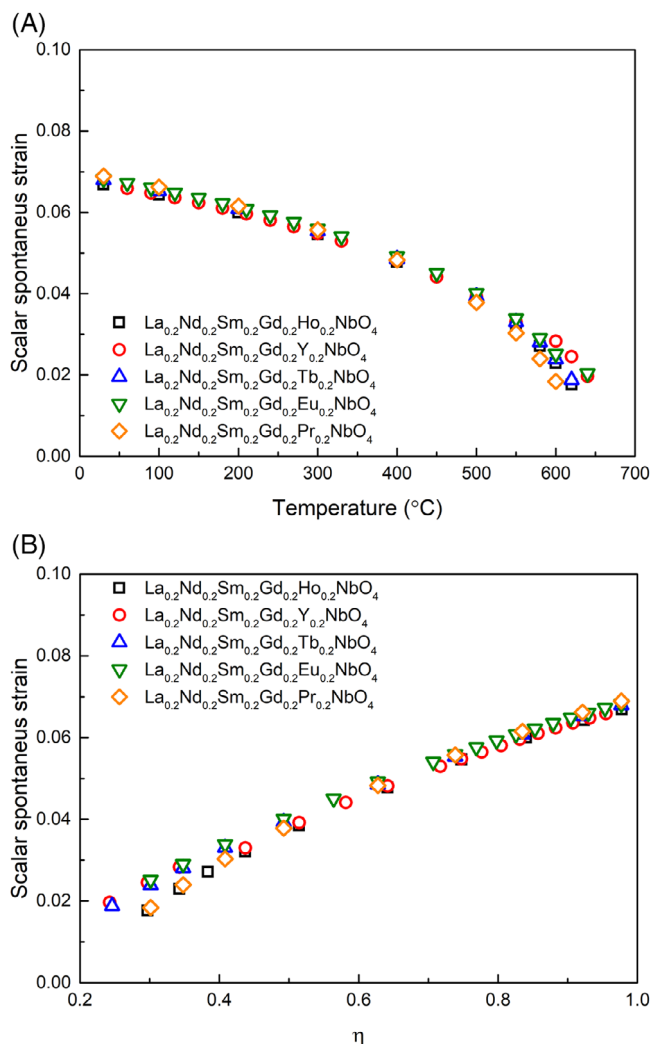 (A)
0.10
0.08
0.06
0.04
0.02
0.00
Scalar spontaneus strain
La0.2Nd0.2Sm0.2Gd0.2Ho0.2NbO4
La0.2Nd0.2Sm0.2Gd0.2Y0.2NbO4
La0.2Nd0.2Sm0.2Gd0.2Tb0.2NbO4
La0.2Nd0.2Sm0.2Gd0.2Eu0.2NbO4
La0.2Nd0.2Sm0.2Gd0.2Pr0.2NbO4
0 100 200 300 400 500 600 700
Temperature (°C)
(B)
0.10
0.08
0.06
0.04
0.02
0.00
Scalar spontaneus strain
La0.2Nd0.2Sm0.2Gd0.2Ho0.2NbO4
La0.2Nd0.2Sm0.2Gd0.2Y0.2NbO4
La0.2Nd0.2Sm0.2Gd0.2Tb0.2NbO4
La0.2Nd0.2Sm0.2Gd0.2Eu0.2NbO4
La0.2Nd0.2Sm0.2Gd0.2Pr0.2NbO4
0.2 0.4 0.6 0.8 1.0
η